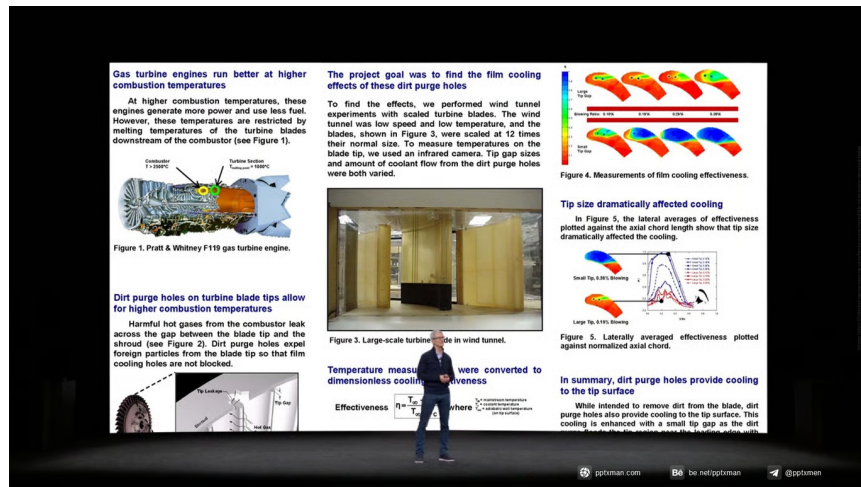 Gas turbine engines run better at higher
combustion temperatures
At higher combustion temperatures, these
engines generate more power and use less fuel.
However, these temperatures are restricted by
melting temperatures of the turbine blades
downstream of the combustor (see Figure 1).
Combustor
Turbine Section
Figure 1. Pratt & Whitney F119 gas turbine engine.
Dirt purge holes on turbine blade tips allow
for higher combustion temperatures
Harmful hot gases from the combustor leak
across the gap between the blade tip and the
shroud (see Figure 2). Dirt purge holes expel
foreign particles from the blade tip so that film
cooling holes are not blocked.
Tip Leakage
Tip Gap
Shroud
Hot Gas
The project goal was to find the film cooling
effects of these dirt purge holes
To find the effects, we performed wind tunnel
experiments with scaled turbine blades. The wind
tunnel was low speed and low temperature, and the
blades, shown in Figure 3, were scaled at 12 times
their normal size. To measure temperatures on the
blade tip, we used an infrared camera. Tip gap sizes
and amount of coolant flow from the dirt purge holes
were both varied.
Figure 3. Large-scale turbine in wind tunnel.
Temperature were converted to
dimensionless
Effectiveness η = where
Large
Tip Gap
Blowing Ratio: 0.10% 0.19% 0.29% 0.38%
Small
Tip Gap
Figure 4. Measurements of film cooling effectiveness.
Tip size dramatically affected cooling
In Figure 5, the lateral averages of effectiveness
plotted against the axial chord length show that tip size
dramatically affected the cooling.
Small Tip, Blowing
Large Tip, 0.19% Blowing
Figure 5. Laterally averaged effectiveness plotted
against normalized axial chord.
In summary, dirt purge holes provide cooling
to the tip surface
While intended to remove dirt from the blade, dirt
purge holes also provide cooling to the tip surface. This
cooling is enhanced with a small tip gap as the dirt
pptxman.com
Bē be.net/pptxman
@pptxmen